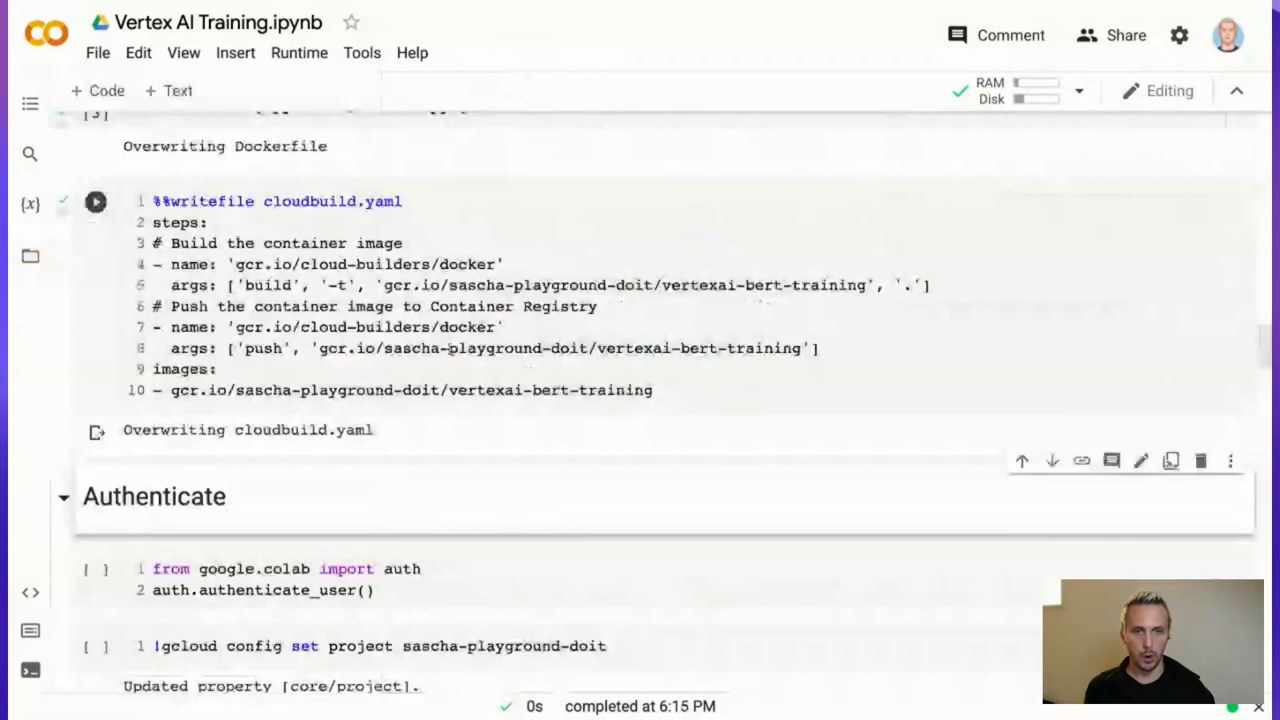 Vertex AI Training.ipynb
Comment
Share
File Edit View Insert Runtime Tools Help
+ Code + Text
RAM
Disk
Editing
Overwriting Dockerfile
1 %%writefile cloudbuild.yaml
2 steps:
3 # Build the container image
4 - name: 'gcr.io/cloud-builders/docker'
5   args: ['build', '-t', 'gcr.io/sascha-playground-doit/vertexai-bert-training', '.']
6 # Push the container image to Container Registry
7 - name: 'gcr.io/cloud-builders/docker'
8   args: ['push', 'gcr.io/sascha-playground-doit/vertexai-bert-training']
9 images:
10 - gcr.io/sascha-playground-doit/vertexai-bert-training
Overwriting cloudbuild.yaml
Authenticate
[ ] 1 from google.colab import auth
2 auth.authenticate_user()
[ ] 1 !gcloud config set project sascha-playground-doit
Updated property [core/project].
0s completed at 6:15 PM